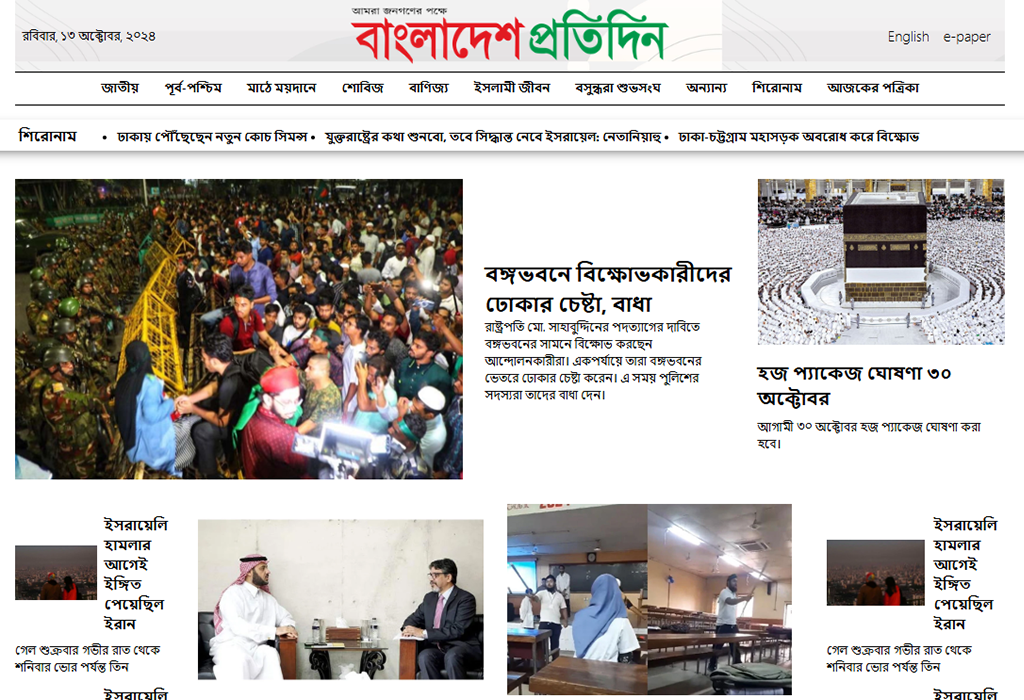 আমরা জনগণের পক্ষে
রবিবার, ১৩ অক্টোবর, ২০২৪
বাংলাদেশ প্রতিদিন
English e-paper
জাতীয় পূর্ব-পশ্চিম মাঠে ময়দানে শোবিজ বাণিজ্য ইসলামী জীবন বসুন্ধরা শুভসংঘ অন্যান্য শিরোনাম আজকের পত্রিকা
শিরোনাম • ঢাকায় পৌঁছেছেন নতুন কোচ সিমন্স • যুক্তরাষ্ট্রের কথা শুনবো, তবে সিদ্ধান্ত নেবে ইসরায়েল: নেতানিয়াহু • ঢাকা-চট্টগ্রাম মহাসড়ক অবরোধ করে বিক্ষোভ
বঙ্গভবনে বিক্ষোভকারীদের
ঢোকার চেষ্টা, বাধা
রাষ্ট্রপতি মো. সাহাবুদ্দিনের পদত্যাগের দাবিতে
বঙ্গভবনের সামনে বিক্ষোভ করছেন
আন্দোলনকারীরা। একপর্যায়ে তারা বঙ্গভবনের
ভেতরে ঢোকার চেষ্টা করেন। এ সময় পুলিশের
সদস্যরা তাদের বাধা দেন।
হজ প্যাকেজ ঘোষণা ৩০
অক্টোবর
আগামী ৩০ অক্টোবর হজ প্যাকেজ ঘোষণা করা
হবে।
ইসরায়েলি
হামলার
আগেই
ইঙ্গিত
পেয়েছিল
ইরান
গেল শুক্রবার গভীর রাত থেকে
শনিবার ভোর পর্যন্ত তিন
ইসরায়েলি
ইসরায়েলি
হামলার
আগেই
ইঙ্গিত
পেয়েছিল
ইরান
গেল শুক্রবার গভীর রাত থেকে
শনিবার ভোর পর্যন্ত তিন
ইসরায়েলি